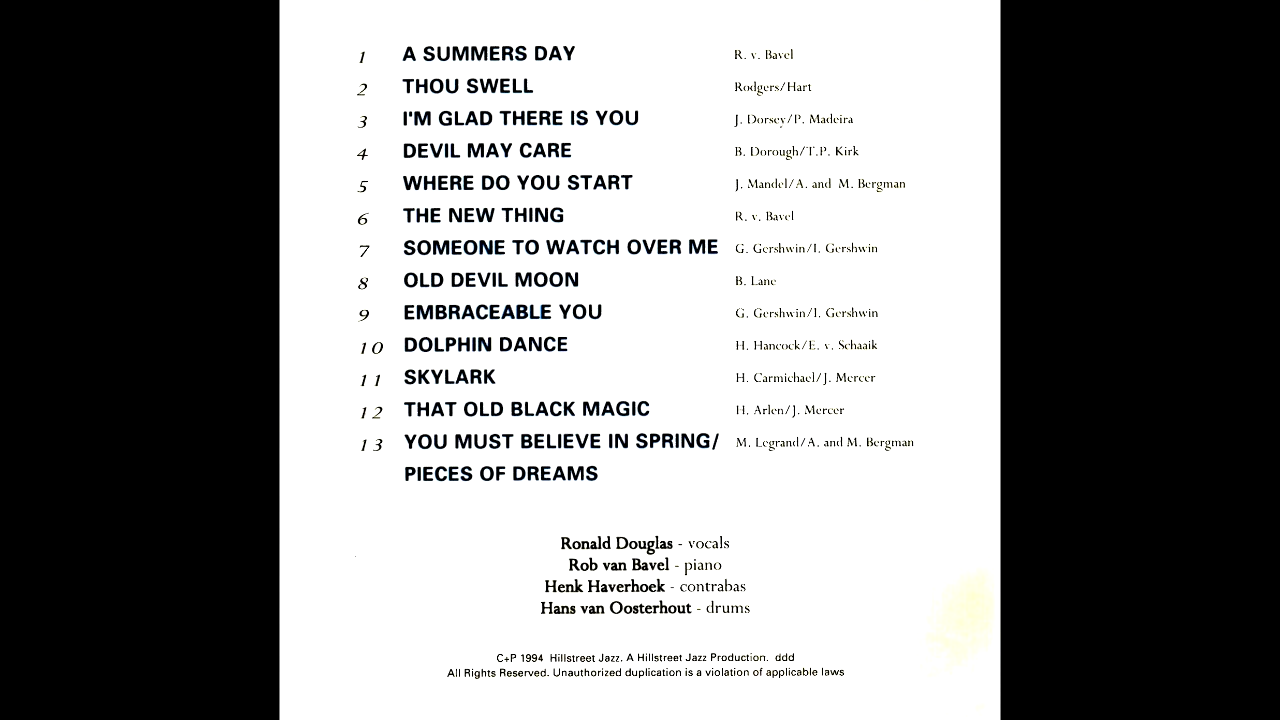 1 A SUMMERS DAY R. v. Bavel
2 THOU SWELL Rodgers/Hart
3 I'M GLAD THERE IS YOU J. Dorsey/P. Madeira
4 DEVIL MAY CARE B. Dorough/T.P. Kirk
5 WHERE DO YOU START J. Mandel/A. and M. Bergman
6 THE NEW THING R. v. Bavel
7 SOMEONE TO WATCH OVER ME G. Gershwin/I. Gershwin
8 OLD DEVIL MOON B. Lane
9 EMBRACEABLE YOU G. Gershwin/I. Gershwin
10 DOLPHIN DANCE H. Hancock/E. v. Schaaik
11 SKYLARK H. Carmichael/J. Mercer
12 THAT OLD BLACK MAGIC H. Arlen/J. Mercer
13 YOU MUST BELIEVE IN SPRING/ M. Legrand/A. and M. Bergman
PIECES OF DREAMS
Ronald Douglas - vocals
Rob van Bavel - piano
Henk Haverhoek - contrabas
Hans van Oosterhout - drums
C+P 1994 Hillstreet Jazz. A Hillstreet Jazz Production. ddd
All Rights Reserved. Unauthorized duplication is a violation of applicable laws